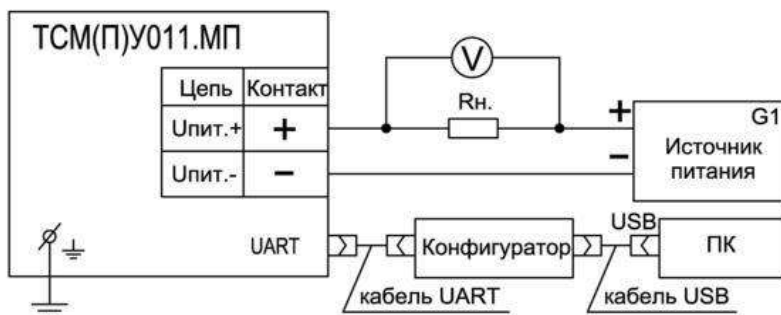 ТСМ(П)У011.МП
Цепь Контакт
Uпит.+ +
Uпит.- −
V
Rн.
+
−
G1
Источник
питания
UART
Конфигуратор
USB
ПК
кабель UART
кабель USB